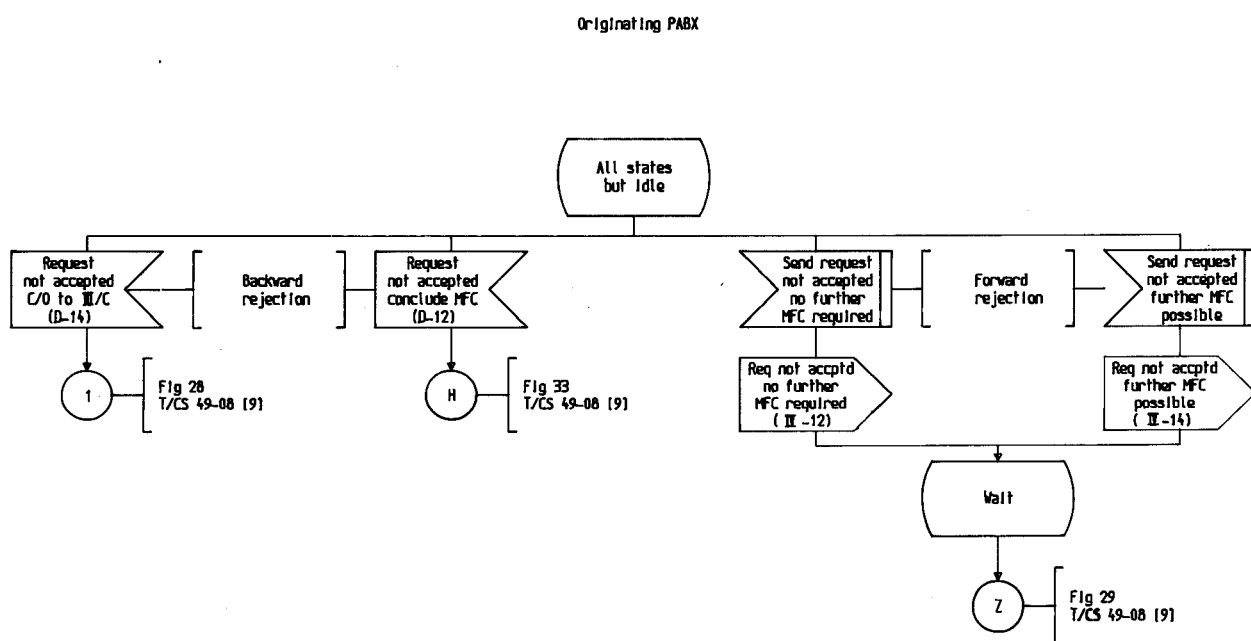 Originating PABX
All states
but Idle
Request
not accepted
C/O to III/C
(D-14)
Backward
rejection
Request
not accepted
conclude MFC
(D-12)
Send request
not accepted
no further
MFC required
Forward
rejection
Send request
not accepted
further MFC
possible
1
Fig 28
T/CS 49-08 [9]
H
Fig 33
T/CS 49-08 [9]
Req not accptd
no further
MFC required
( IV -12)
Req not accptd
further MFC
possible
( IV-14)
Wait
Z
Fig 29
T/CS 49-08 [9]